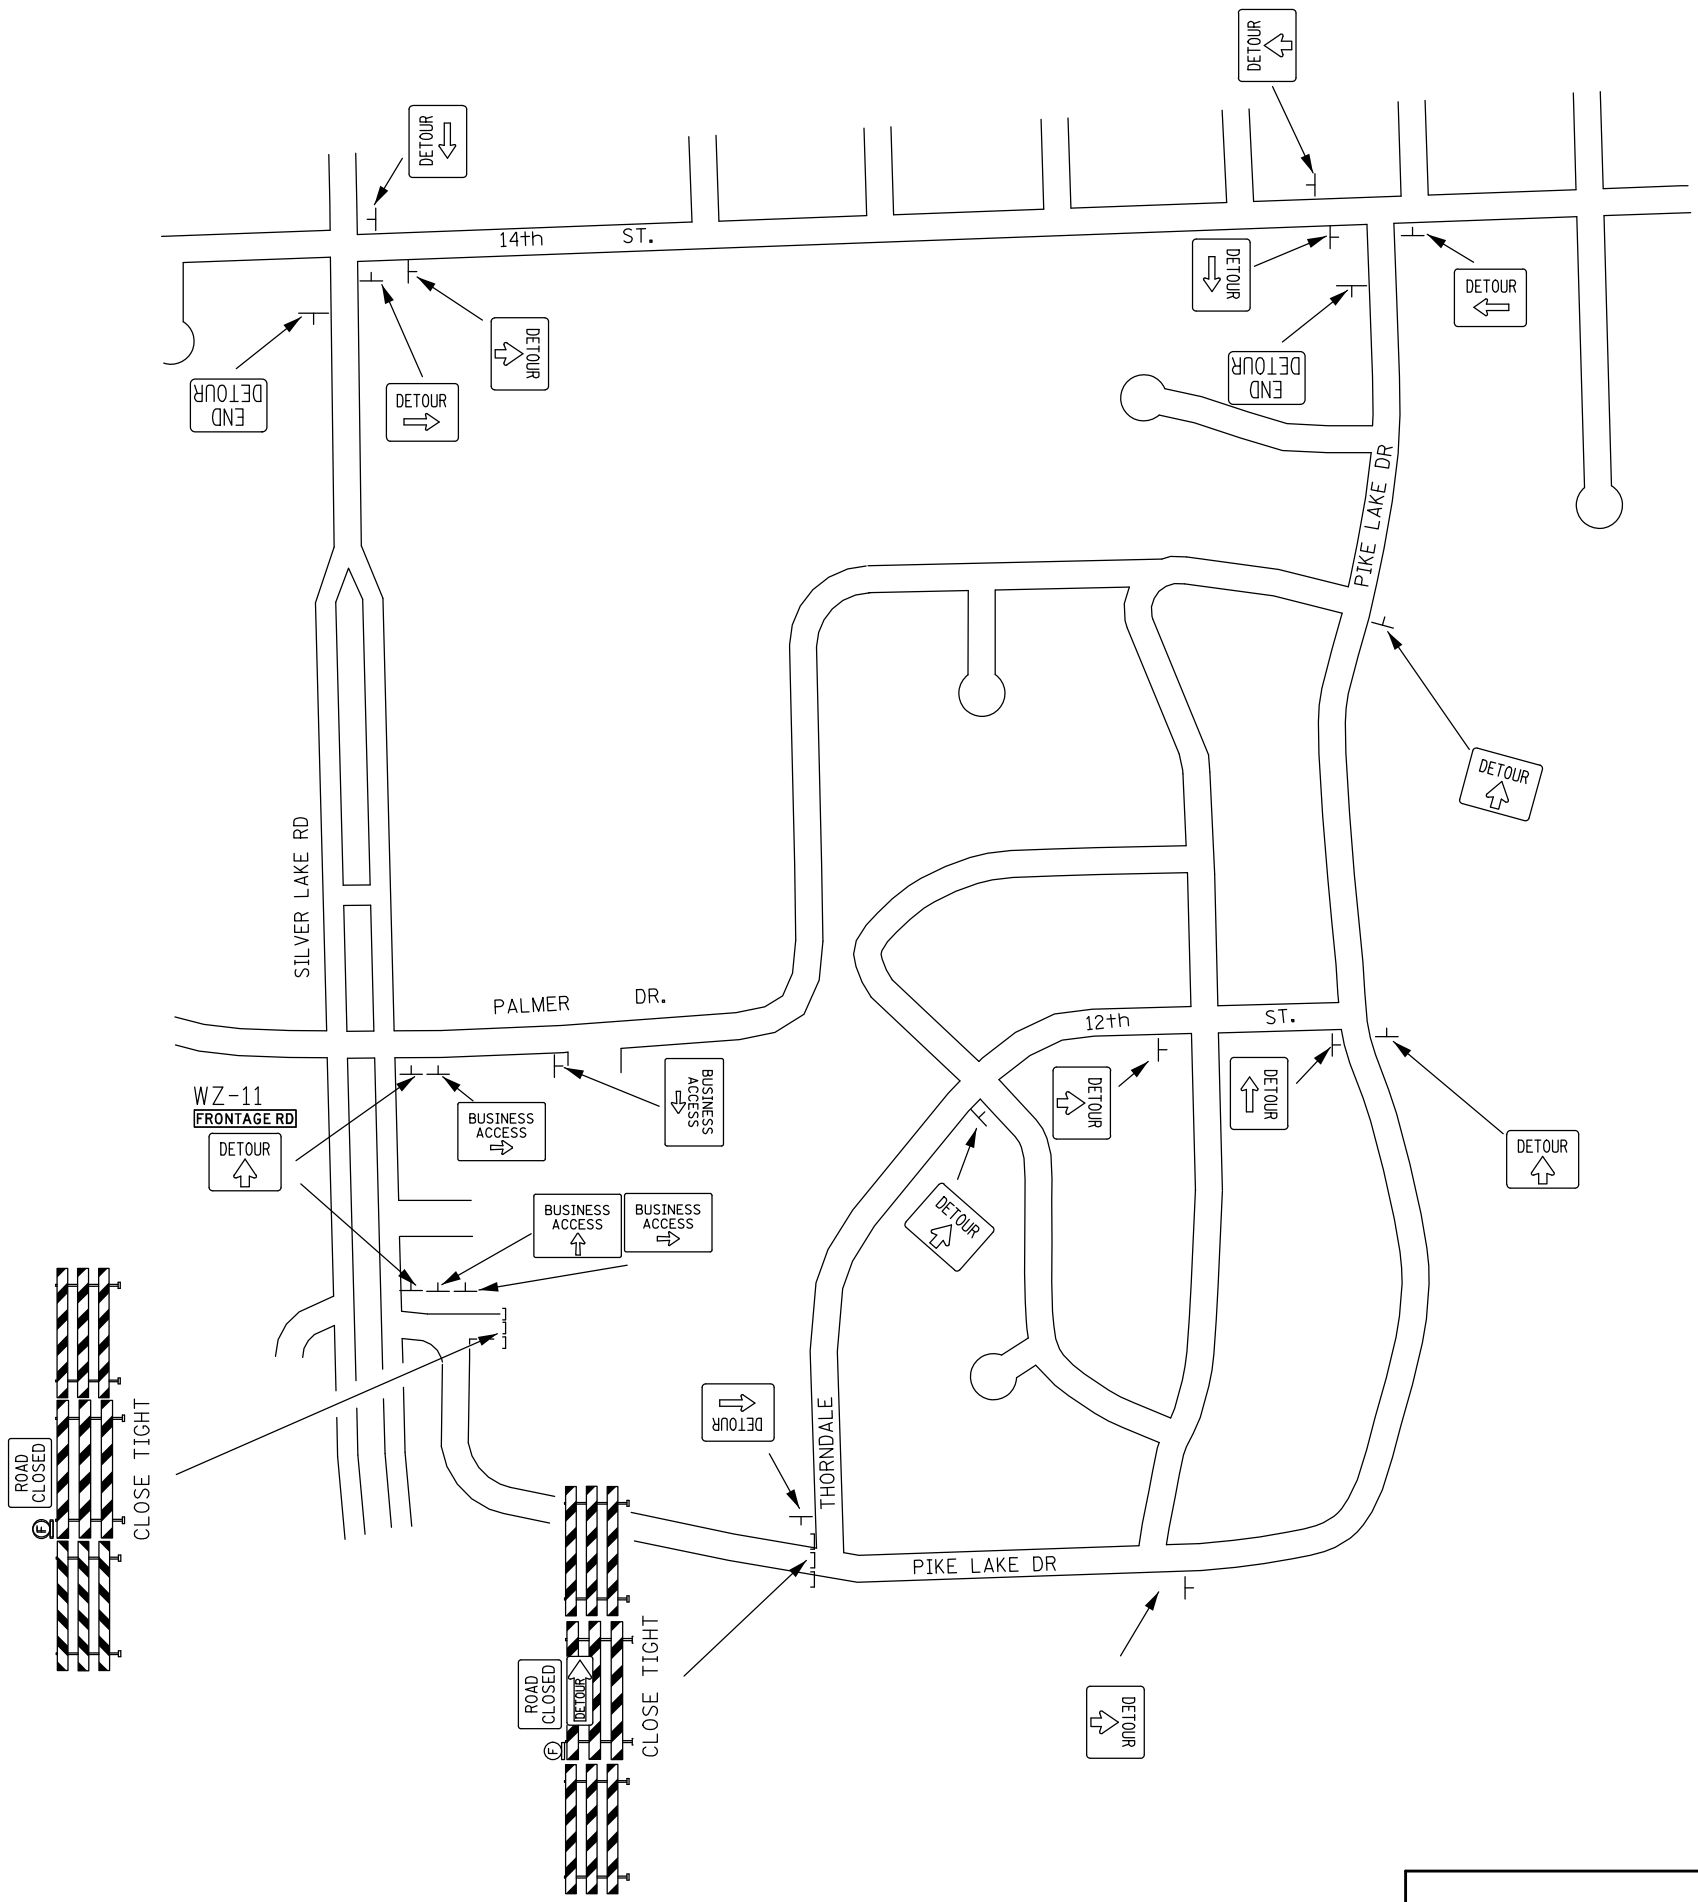 DETOUR
DETOUR
14th ST.
DETOUR
DETOUR
END
DETOUR
DETOUR
DETOUR
END
DETOUR
DETOUR
PIKE LAKE DR
DETOUR
SILVER LAKE RD
PALMER DR.
12th ST.
WZ-11
FRONTAGE RD
DETOUR
BUSINESS
ACCESS
BUSINESS
ACCESS
DETOUR
DETOUR
DETOUR
BUSINESS
ACCESS
BUSINESS
ACCESS
DETOUR
DETOUR
THORNDALE
ROAD
CLOSED
F
CLOSE TIGHT
PIKE LAKE DR
ROAD
CLOSED
DETOUR
F
CLOSE TIGHT
DETOUR